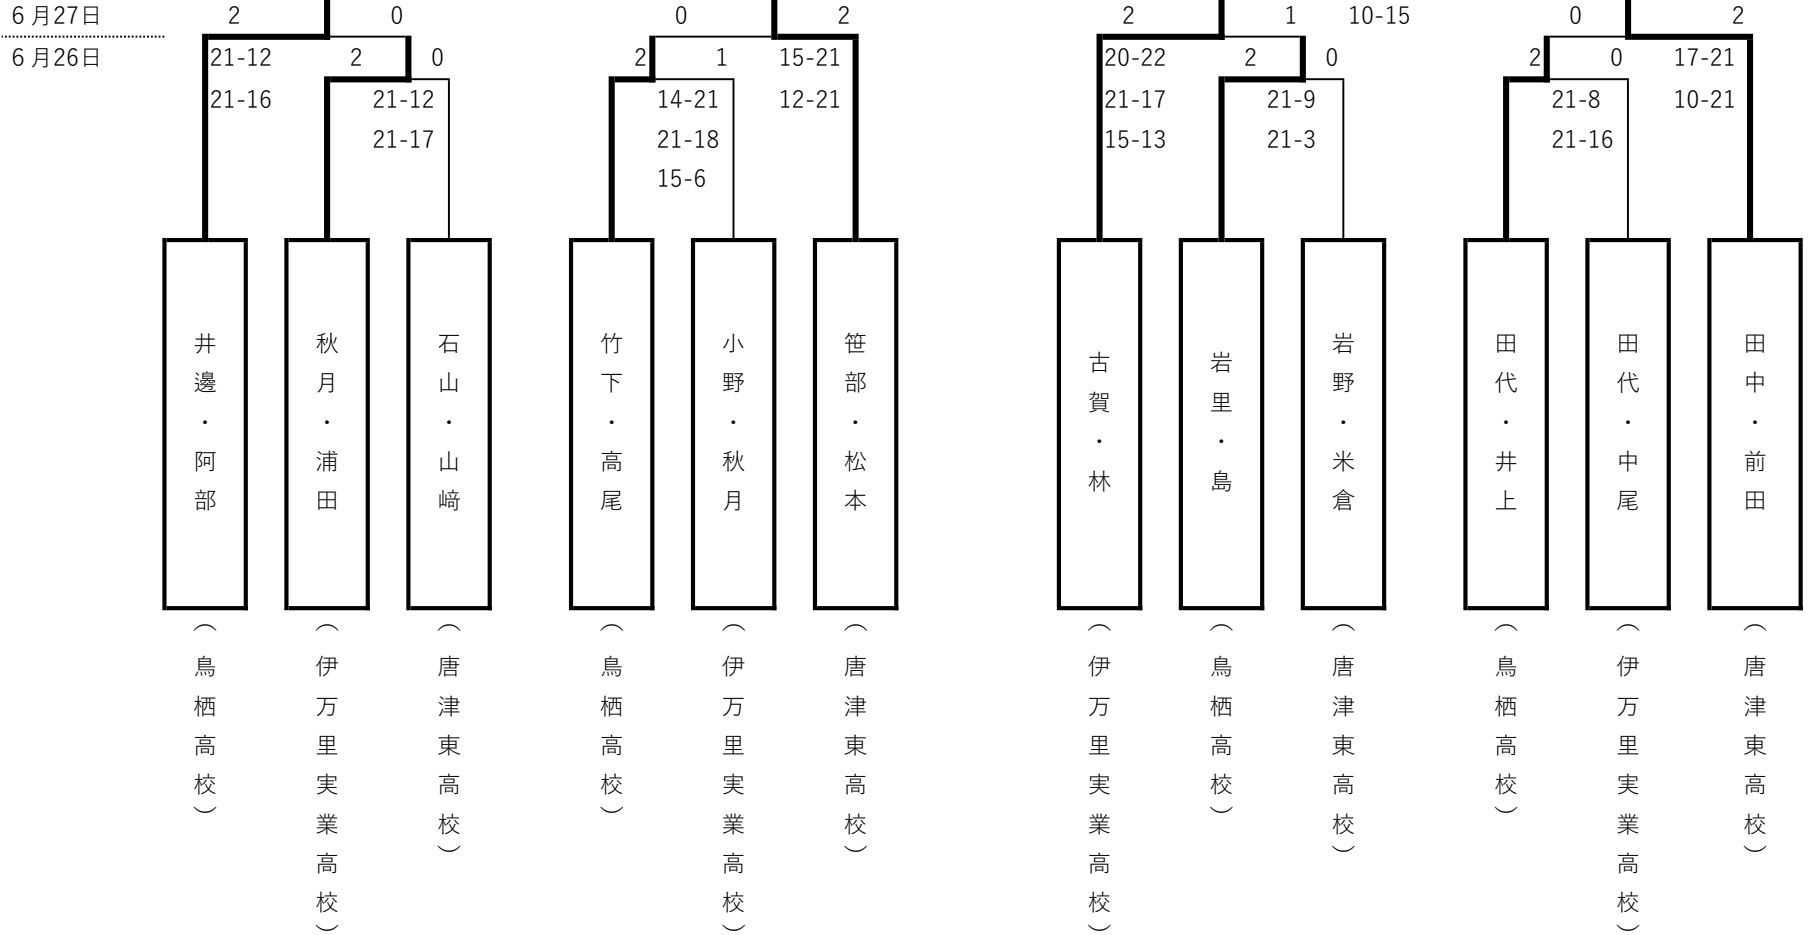 6月27日 2 0 0 2 2 1 10-15 0 2
6月26日 21-12 2 0 2 1 15-21 20-22 2 0 2 0 17-21
21-16 21-12 14-21 12-21 21-17 21-9 21-8 10-21
21-17 21-18 15-13 21-3 21-16
15-6
井邊・阿部
秋月・浦田
石山・山﨑
竹下・高尾
小野・秋月
笹部・松本
古賀・林
岩里・島
岩野・米倉
田代・井上
田代・中尾
田中・前田
（鳥栖高校）
（伊万里実業高校）
（唐津東高校）
（鳥栖高校）
（伊万里実業高校）
（唐津東高校）
（伊万里実業高校）
（鳥栖高校）
（唐津東高校）
（鳥栖高校）
（伊万里実業高校）
（唐津東高校）